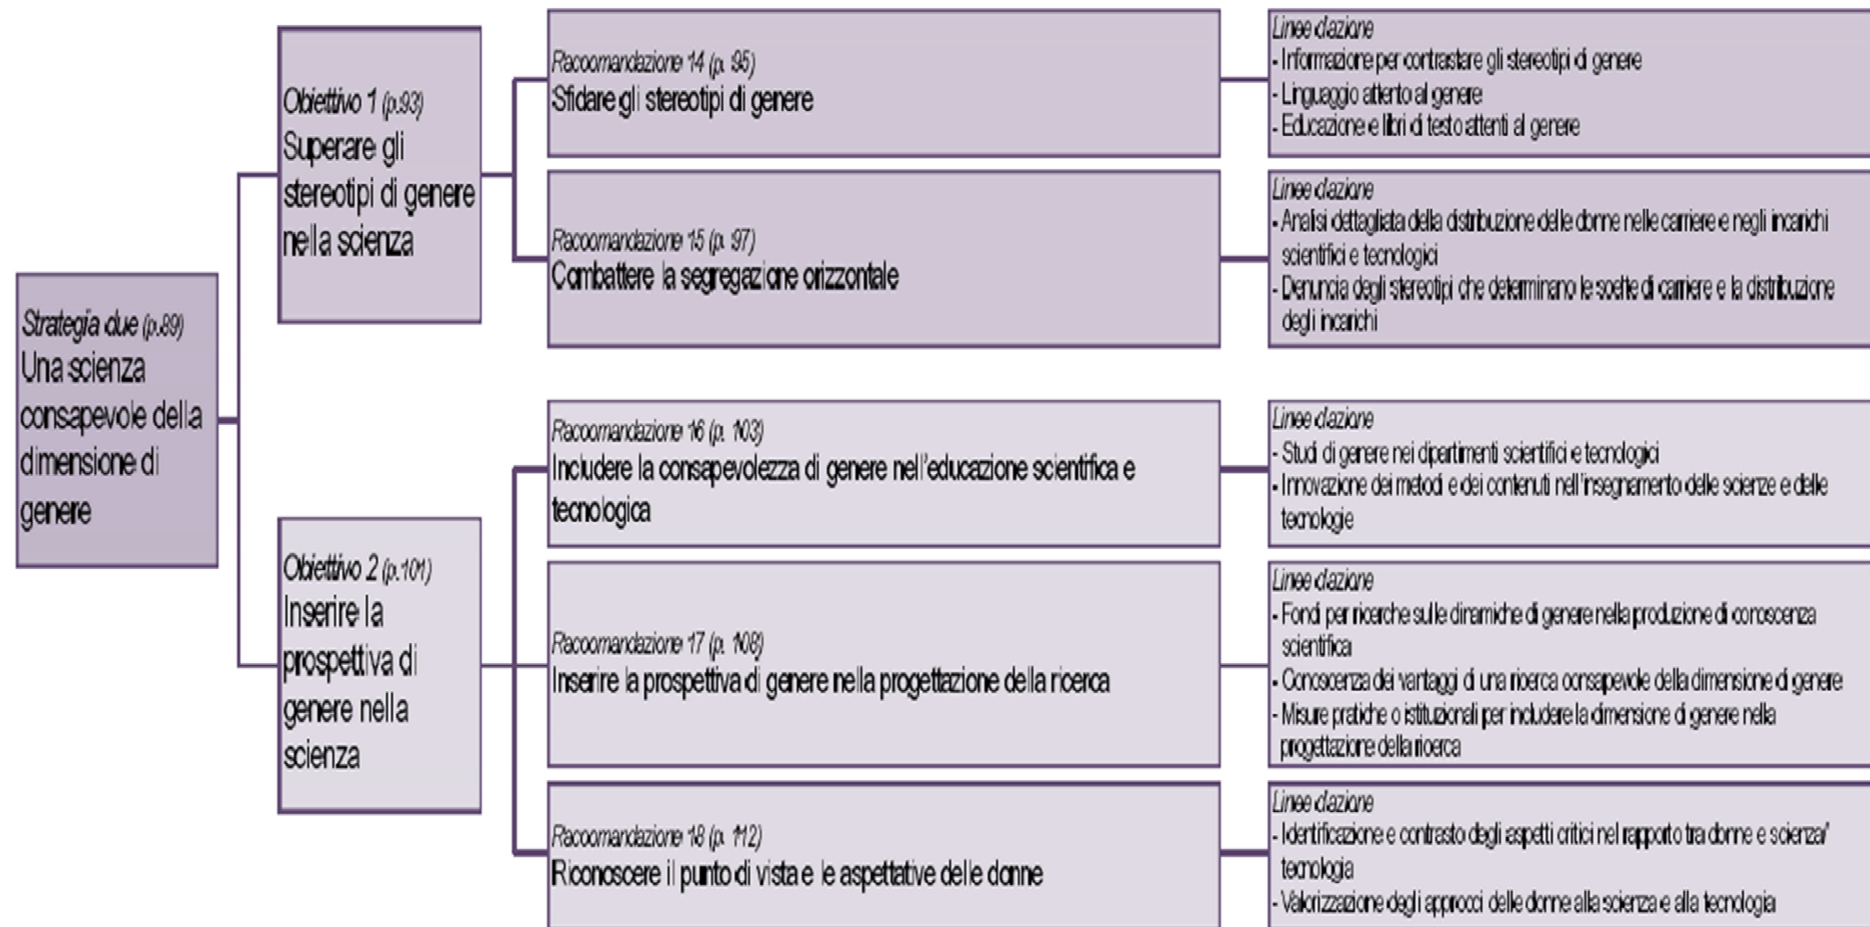 Strategia due (p.89)
Una scienza
consapevole della
dimensione di
genere
Obiettivo 1 (p.93)
Superare gli
stereotipi di genere
nella scienza
Raccomandazione 14 (p. 95)
Sfidare gli stereotipi di genere
Linee d'azione
- Informazione per contrastare gli stereotipi di genere
- Linguaggio attento al genere
- Educazione e libri di testo attenti al genere
Raccomandazione 15 (p. 97)
Combattere la segregazione orizzontale
Linee d'azione
- Analisi dettagliata della distribuzione delle donne nelle carriere e negli incarichi
scientifici e tecnologici
- Denuncia degli stereotipi che determinano le scelte di carriere e la distribuzione
degli incarichi
Obiettivo 2 (p.101)
Inserire la
prospettiva di
genere nella
scienza
Raccomandazione 16 (p. 103)
Includere la consapevolezza di genere nell'educazione scientifica e
tecnologica
Linee d'azione
- Studi di genere nei dipartimenti scientifici e tecnologici
- Innovazione dei metodi e dei contenuti nell'insegnamento delle scienze e delle
tecnologie
Raccomandazione 17 (p. 108)
Inserire la prospettiva di genere nella progettazione della ricerca
Linee d'azione
- Fondi per ricerche sulle dinamiche di genere nella produzione di conoscenza
scientifica
- Conoscenza dei vantaggi di una ricerca consapevole della dimensione di genere
- Misure pratiche o istituzionali per includere la dimensione di genere nella
progettazione della ricerca
Raccomandazione 18 (p. 112)
Riconoscere il punto di vista e le aspettative delle donne
Linee d'azione
- Identificazione e contrasto degli aspetti critici nel rapporto tra donne e scienza/
tecnologia
- Valorizzazione degli approcci delle donne alla scienza e alla tecnologia